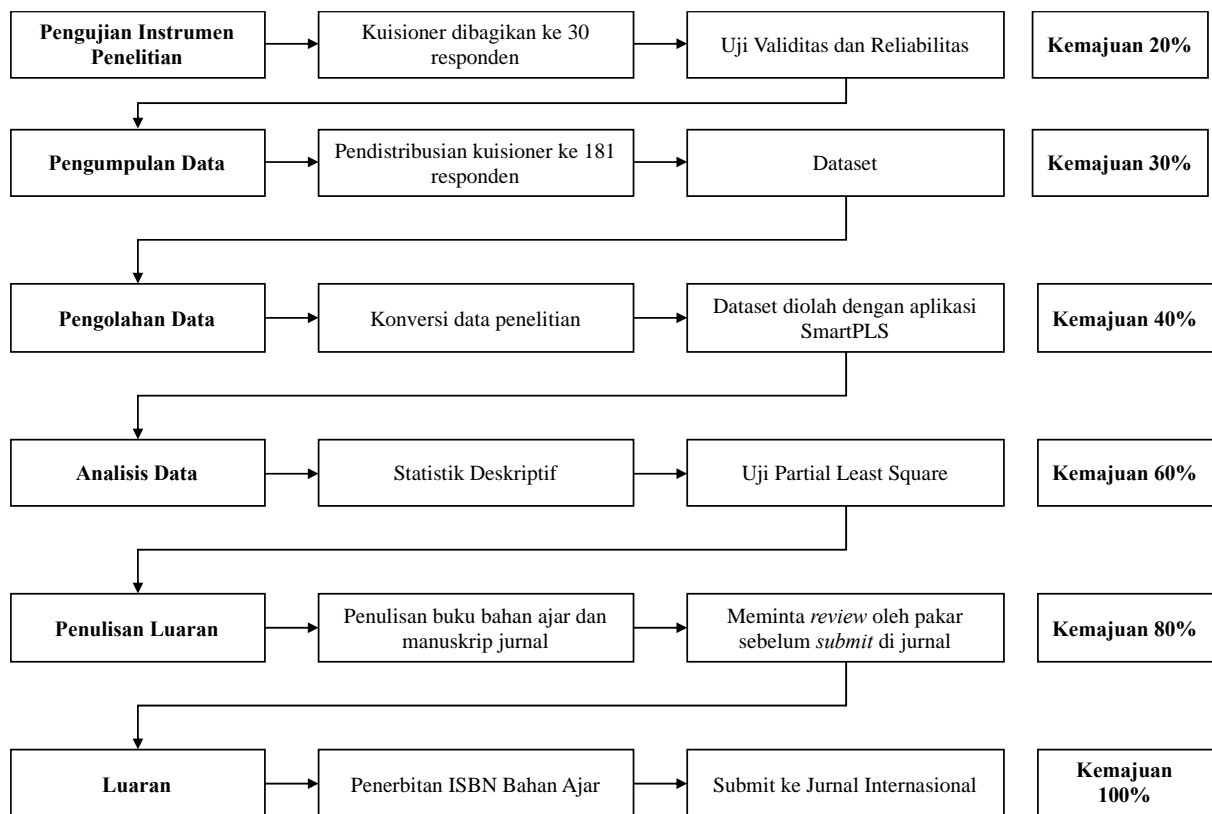 Pengujian Instrumen
Penelitian
Kuisioner dibagikan ke 30
responden
Uji Validitas dan Reliabilitas
Kemajuan 20%
Pengumpulan Data
Pendistribusian kuisioner ke 181
responden
Dataset
Kemajuan 30%
Pengolahan Data
Konversi data penelitian
Dataset diolah dengan aplikasi
SmartPLS
Kemajuan 40%
Analisis Data
Statistik Deskriptif
Uji Partial Least Square
Kemajuan 60%
Penulisan Luaran
Penulisan buku bahan ajar dan
manuskrip jurnal
Meminta review oleh pakar
sebelum submit di jurnal
Kemajuan 80%
Luaran
Penerbitan ISBN Bahan Ajar
Submit ke Jurnal Internasional
Kemajuan
100%